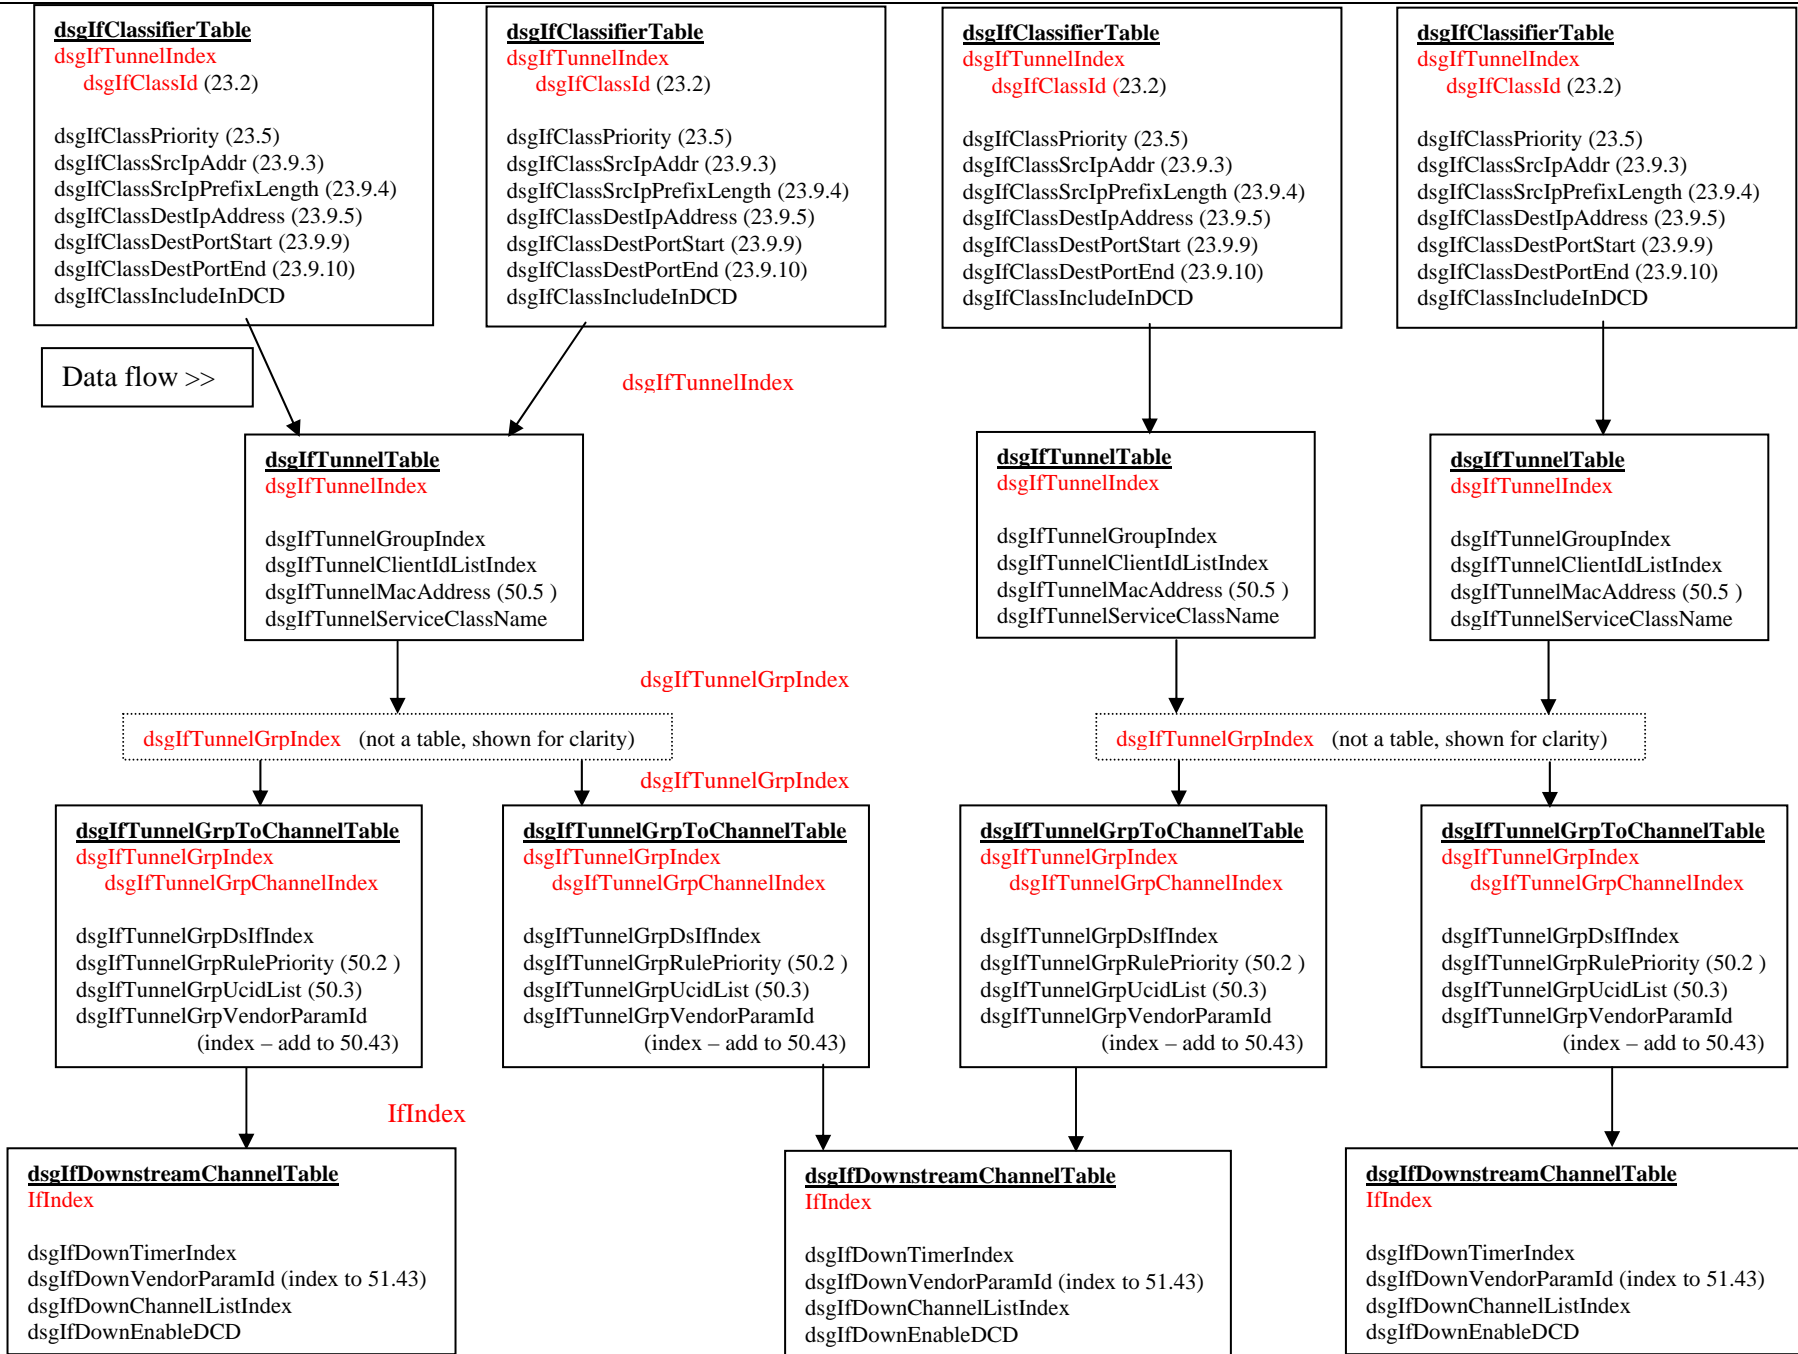 dsgIfClassifierTable
dsgIfTunnelIndex
dsgIfClassId (23.2)
dsgIfClassPriority (23.5)
dsgIfClassSrcIpAddr (23.9.3)
dsgIfClassSrcIpPrefixLength (23.9.4)
dsgIfClassDestIpAddress (23.9.5)
dsgIfClassDestPortStart (23.9.9)
dsgIfClassDestPortEnd (23.9.10)
dsgIfClassIncludeInDCD
dsgIfClassifierTable
dsgIfTunnelIndex
dsgIfClassId (23.2)
dsgIfClassPriority (23.5)
dsgIfClassSrcIpAddr (23.9.3)
dsgIfClassSrcIpPrefixLength (23.9.4)
dsgIfClassDestIpAddress (23.9.5)
dsgIfClassDestPortStart (23.9.9)
dsgIfClassDestPortEnd (23.9.10)
dsgIfClassIncludeInDCD
dsgIfClassifierTable
dsgIfTunnelIndex
dsgIfClassId (23.2)
dsgIfClassPriority (23.5)
dsgIfClassSrcIpAddr (23.9.3)
dsgIfClassSrcIpPrefixLength (23.9.4)
dsgIfClassDestIpAddress (23.9.5)
dsgIfClassDestPortStart (23.9.9)
dsgIfClassDestPortEnd (23.9.10)
dsgIfClassIncludeInDCD
dsgIfClassifierTable
dsgIfTunnelIndex
dsgIfClassId (23.2)
dsgIfClassPriority (23.5)
dsgIfClassSrcIpAddr (23.9.3)
dsgIfClassSrcIpPrefixLength (23.9.4)
dsgIfClassDestIpAddress (23.9.5)
dsgIfClassDestPortStart (23.9.9)
dsgIfClassDestPortEnd (23.9.10)
dsgIfClassIncludeInDCD
Data flow >>
dsgIfTunnelIndex
dsgIfTunnelTable
dsgIfTunnelIndex
dsgIfTunnelGroupIndex
dsgIfTunnelClientIdListIndex
dsgIfTunnelMacAddress (50.5 )
dsgIfTunnelServiceClassName
dsgIfTunnelTable
dsgIfTunnelIndex
dsgIfTunnelGroupIndex
dsgIfTunnelClientIdListIndex
dsgIfTunnelMacAddress (50.5 )
dsgIfTunnelServiceClassName
dsgIfTunnelTable
dsgIfTunnelIndex
dsgIfTunnelGroupIndex
dsgIfTunnelClientIdListIndex
dsgIfTunnelMacAddress (50.5 )
dsgIfTunnelServiceClassName
dsgIfTunnelGrpIndex
dsgIfTunnelGrpIndex (not a table, shown for clarity)
dsgIfTunnelGrpIndex (not a table, shown for clarity)
dsgIfTunnelGrpIndex
dsgIfTunnelGrpToChannelTable
dsgIfTunnelGrpIndex
dsgIfTunnelGrpChannelIndex
dsgIfTunnelGrpDsIfIndex
dsgIfTunnelGrpRulePriority (50.2 )
dsgIfTunnelGrpUcidList (50.3)
dsgIfTunnelGrpVendorParamId
(index – add to 50.43)
dsgIfTunnelGrpToChannelTable
dsgIfTunnelGrpIndex
dsgIfTunnelGrpChannelIndex
dsgIfTunnelGrpDsIfIndex
dsgIfTunnelGrpRulePriority (50.2 )
dsgIfTunnelGrpUcidList (50.3)
dsgIfTunnelGrpVendorParamId
(index – add to 50.43)
dsgIfTunnelGrpToChannelTable
dsgIfTunnelGrpIndex
dsgIfTunnelGrpChannelIndex
dsgIfTunnelGrpDsIfIndex
dsgIfTunnelGrpRulePriority (50.2 )
dsgIfTunnelGrpUcidList (50.3)
dsgIfTunnelGrpVendorParamId
(index – add to 50.43)
dsgIfTunnelGrpToChannelTable
dsgIfTunnelGrpIndex
dsgIfTunnelGrpChannelIndex
dsgIfTunnelGrpDsIfIndex
dsgIfTunnelGrpRulePriority (50.2 )
dsgIfTunnelGrpUcidList (50.3)
dsgIfTunnelGrpVendorParamId
(index – add to 50.43)
IfIndex
dsgIfDownstreamChannelTable
IfIndex
dsgIfDownTimerIndex
dsgIfDownVendorParamId (index to 51.43)
dsgIfDownChannelListIndex
dsgIfDownEnableDCD
dsgIfDownstreamChannelTable
IfIndex
dsgIfDownTimerIndex
dsgIfDownVendorParamId (index to 51.43)
dsgIfDownChannelListIndex
dsgIfDownEnableDCD
dsgIfDownstreamChannelTable
IfIndex
dsgIfDownTimerIndex
dsgIfDownVendorParamId (index to 51.43)
dsgIfDownChannelListIndex
dsgIfDownEnableDCD